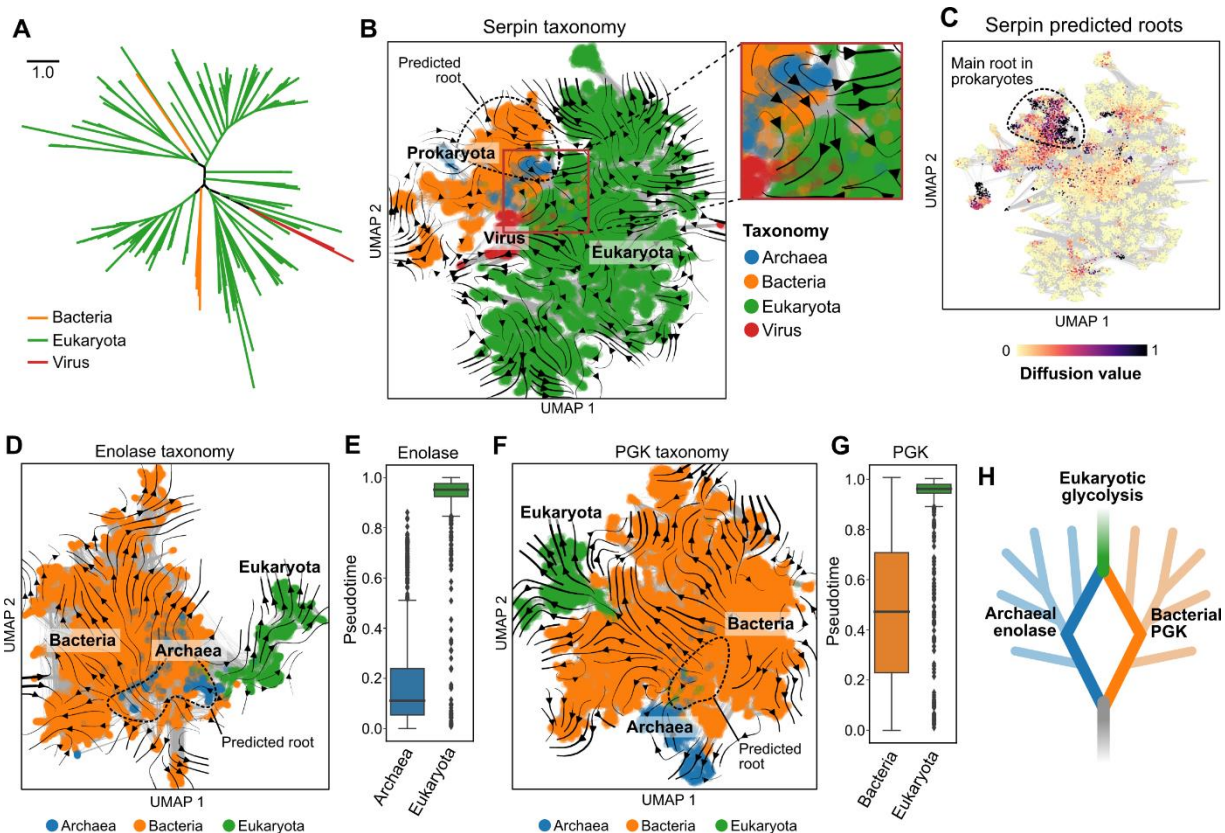 A
1.0
Bacteria
Eukaryota
Virus
B
Serpin taxonomy
Predicted
root
Prokaryota
Virus
Eukaryota
UMAP 2
UMAP 1
Taxonomy
Archaea
Bacteria
Eukaryota
Virus
C
Serpin predicted roots
Main root in
prokaryotes
UMAP 2
UMAP 1
0
1
Diffusion value
D
Enolase taxonomy
Eukaryota
Bacteria
Archaea
Predicted root
UMAP 2
UMAP 1
Archaea
Bacteria
Eukaryota
E
Enolase
Pseudotime
1.0
0.8
0.6
0.4
0.2
0.0
Archaea
Eukaryota
F
PGK taxonomy
Eukaryota
Bacteria
Archaea
Predicted
root
UMAP 2
UMAP 1
Archaea
Bacteria
Eukaryota
G
PGK
Pseudotime
1.0
0.8
0.6
0.4
0.2
0.0
Bacteria
Eukaryota
H
Eukaryotic
glycolysis
Archaeal
enolase
Bacterial
PGK